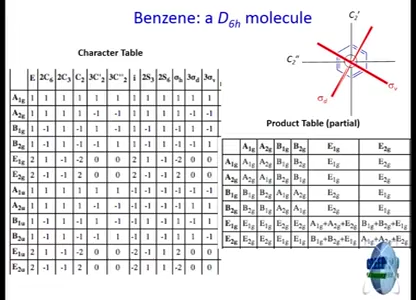 Benzene: a D6h molecule
C2'
C2"
σv
σd
Character Table
E 2C6 2C3 C2 3C'2 3C"2 i 2S3 2S6 σh 3σd 3σv
A1g 1 1 1 1 1 1 1 1 1 1 1 1
A2g 1 1 1 1 -1 -1 1 1 1 1 -1 -1
B1g 1 -1 1 -1 1 -1 1 -1 1 -1 1 -1
B2g 1 -1 1 -1 -1 1 1 -1 1 -1 -1 1
E1g 2 1 -1 -2 0 0 2 1 -1 -2 0 0
E2g 2 -1 -1 2 0 0 2 -1 -1 2 0 0
A1u 1 1 1 1 1 1 -1 -1 -1 -1 -1 -1
A2u 1 1 1 1 -1 -1 -1 -1 -1 -1 1 1
B1u 1 -1 1 -1 1 -1 -1 1 -1 1 -1 1
B2u 1 -1 1 -1 -1 1 -1 1 -1 1 1 -1
E1u 2 1 -1 -2 0 0 -2 -1 1 2 0 0
E2u 2 -1 -1 2 0 0 -2 1 1 -2 0 0
Product Table (partial)
A1g A2g B1g B2g E1g E2g
A1g A1g A2g B1g B2g E1g E2g
A2g A2g A1g B2g B1g E1g E2g
B1g B1g B2g A1g A2g E2g E1g
B2g B2g B1g A2g A1g E2g E1g
E1g E1g E1g E2g E2g A1g+A2g+E2g B1g+B2g+E1g
E2g E2g E2g E1g E1g B1g+B2g+E1g A1g+A2g+E2g